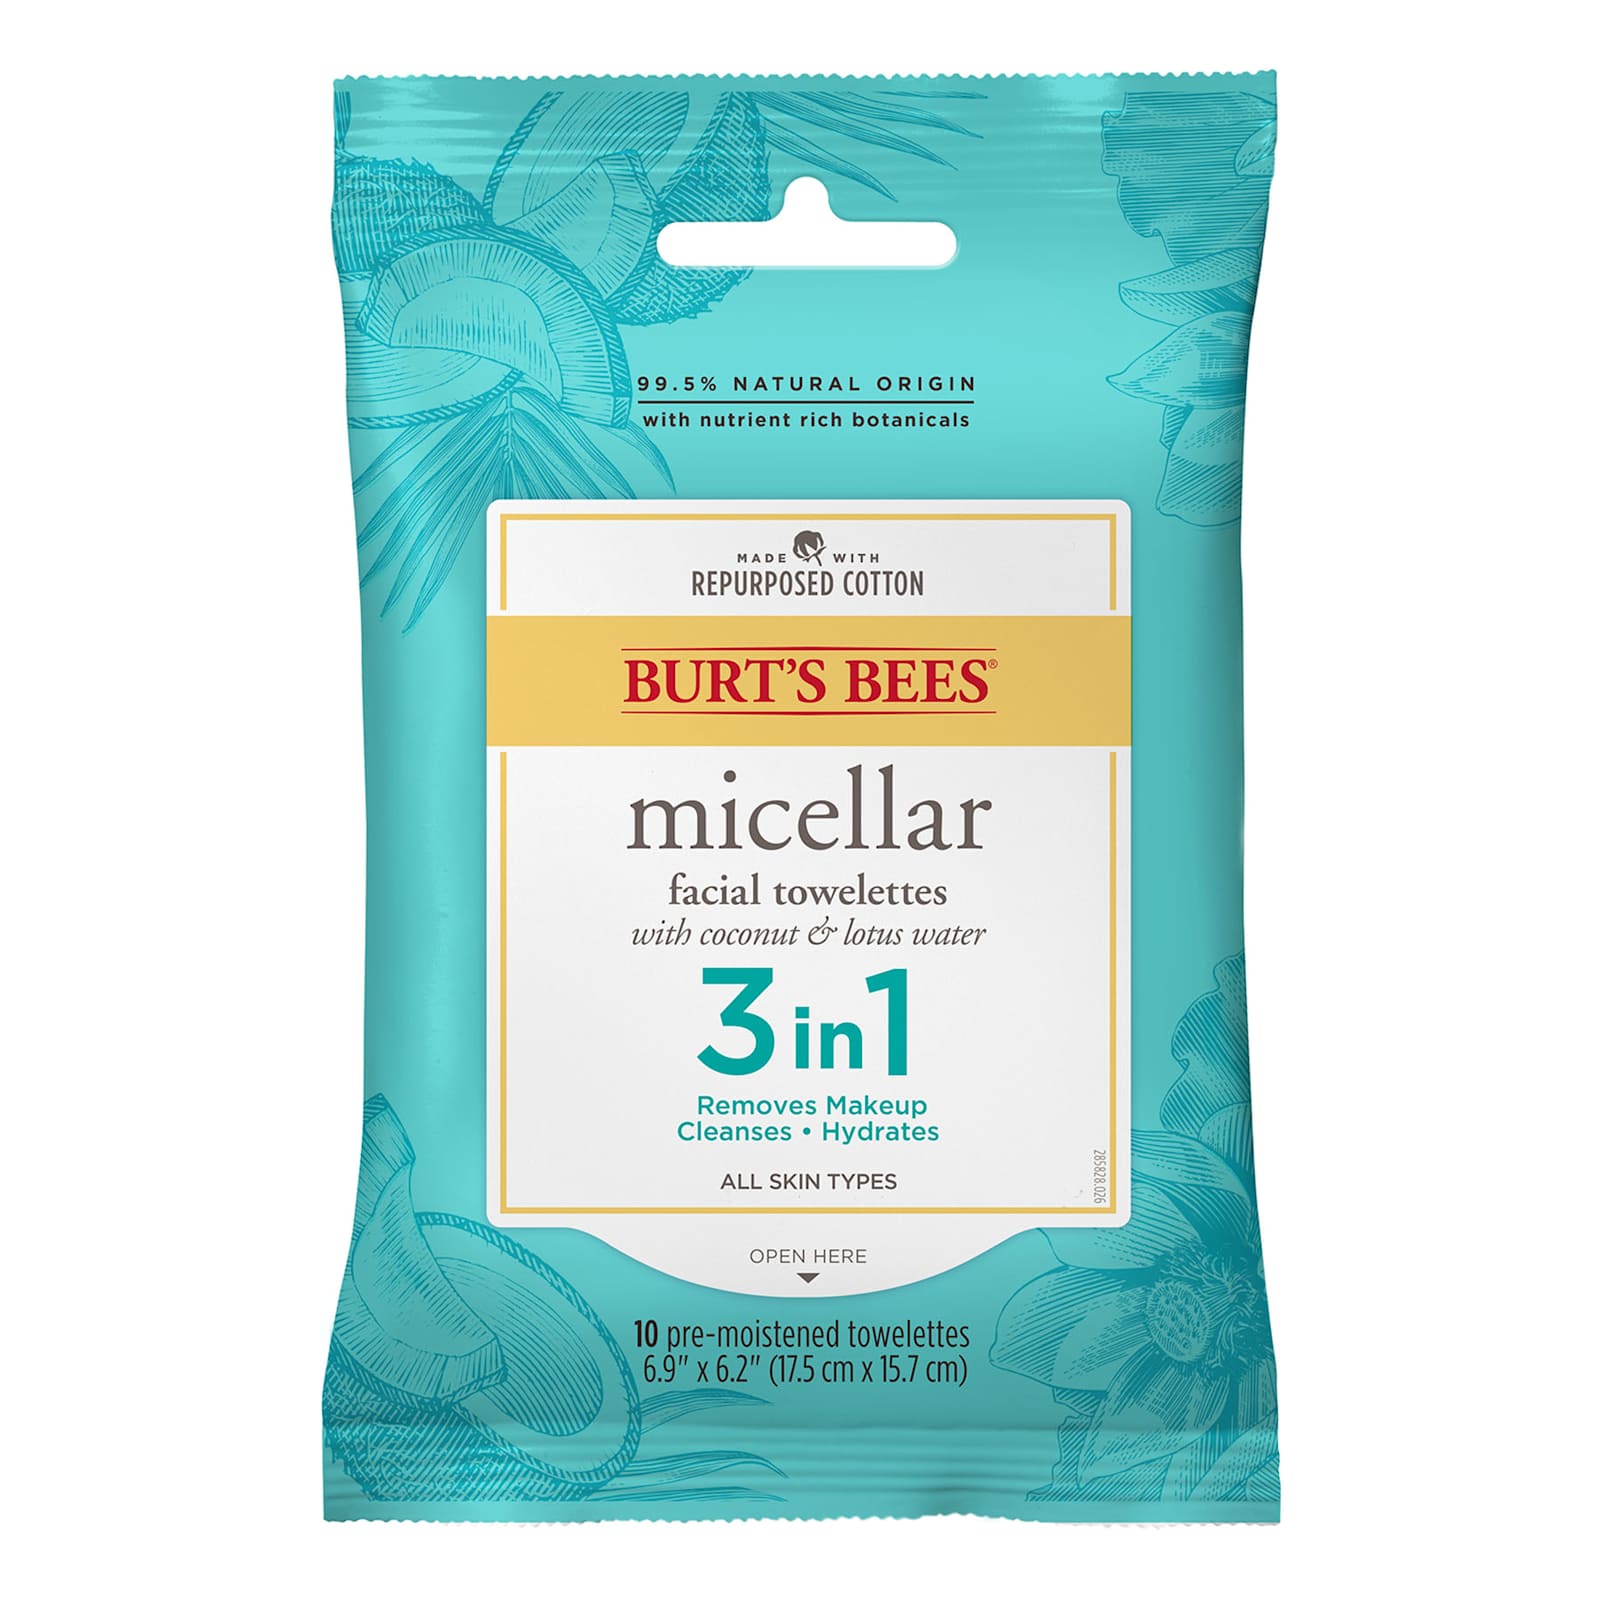 99.5% NATURAL ORIGIN
with nutrient rich botanicals
MADE WITH
REPURPOSED COTTON
BURT'S BEES®
micellar
facial towelettes
with coconut & lotus water
3 in 1
Removes Makeup
Cleanses • Hydrates
ALL SKIN TYPES
285828.026
OPEN HERE
10 pre-moistened towelettes
6.9" x 6.2" (17.5 cm x 15.7 cm)